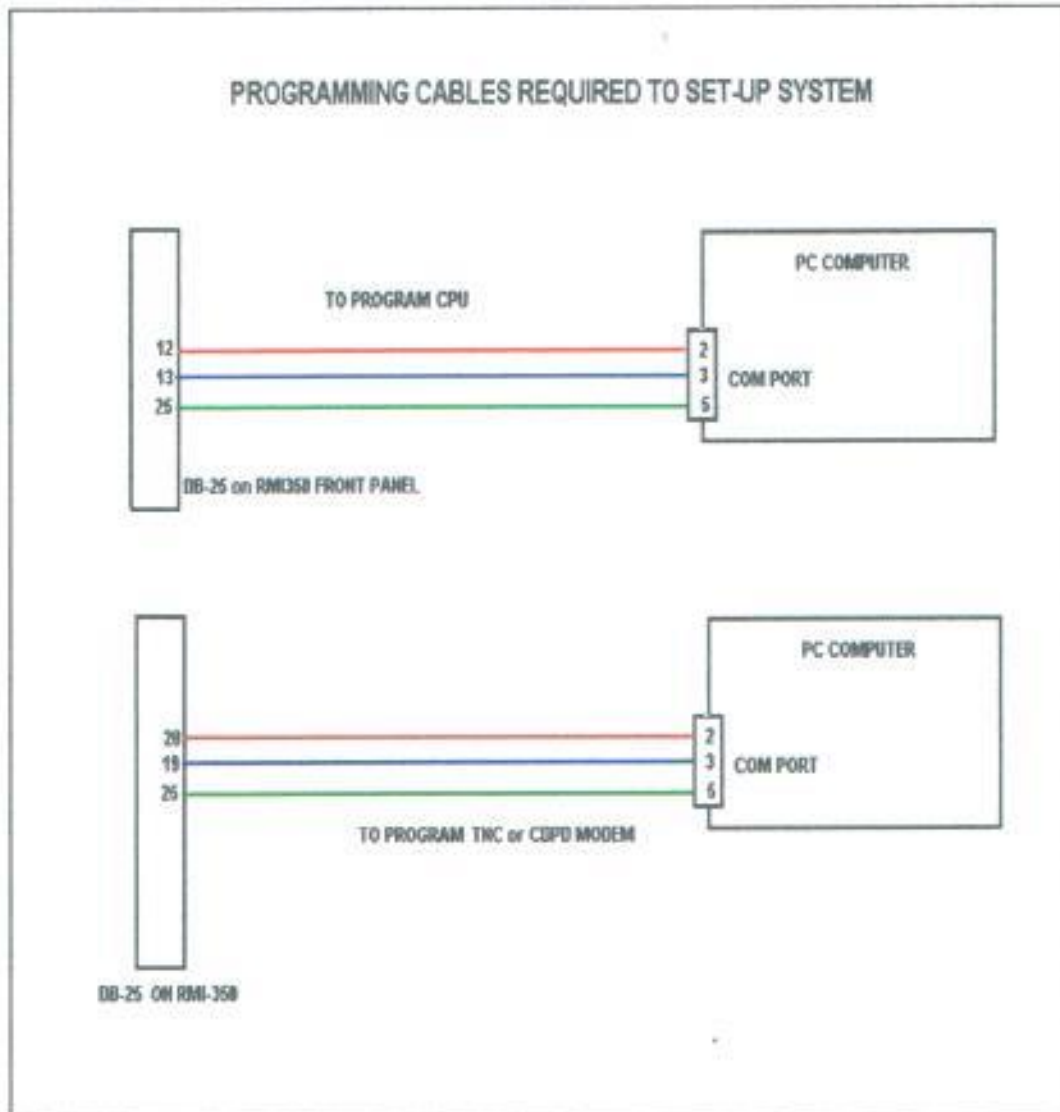 PROGRAMMING CABLES REQUIRED TO SET-UP SYSTEM
PC COMPUTER
TO PROGRAM CPU
12
2
13
3
COM PORT
25
5
DB-25 on RMI350 FRONT PANEL
PC COMPUTER
20
2
19
3
COM PORT
25
5
TO PROGRAM TNC or CDPD MODEM
DB-25 ON RMI-350